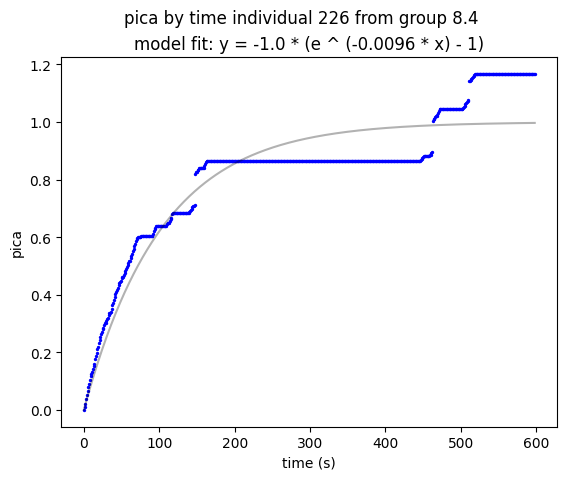 pica by time individual 226 from group 8.4
model fit: y = -1.0 * (e ^ (-0.0096 * x) - 1)
1.2
1.0
0.8
0.6
0.4
0.2
0.0
pica
0 100 200 300 400 500 600
time (s)